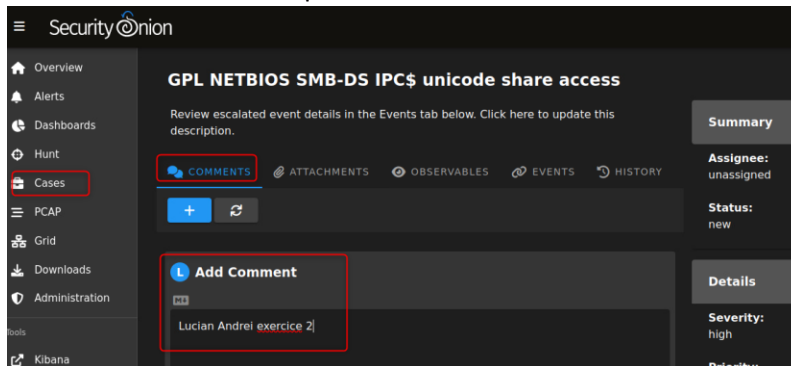 Security Onion
Overview
Alerts
Dashboards
Hunt
Cases
PCAP
Grid
Downloads
Administration
Tools
Kibana
GPL NETBIOS SMB-DS IPC$ unicode share access
Review escalated event details in the Events tab below. Click here to update this
description.
COMMENTS ATTACHMENTS OBSERVABLES EVENTS HISTORY
+
L Add Comment
Lucian Andrei exercice 2
Summary
Assignee:
unassigned
Status:
new
Details
Severity:
high